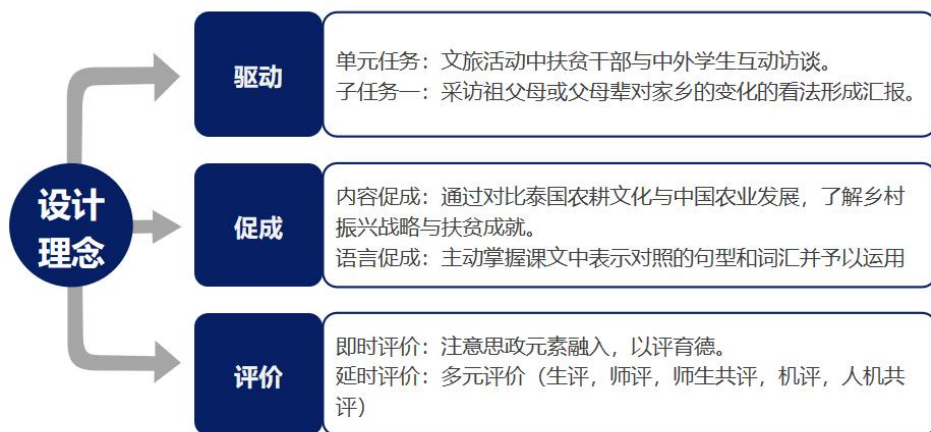 设计
理念
驱动
单元任务：文旅活动中扶贫干部与中外学生互动访谈。
子任务一：采访祖父母或父母辈对家乡的变化的看法形成汇报。
促成
内容促成：通过对比泰国农耕文化与中国农业发展，了解乡村
振兴战略与扶贫成就。
语言促成：主动掌握课文中表示对照的句型和词汇并予以运用
评价
即时评价：注意思政元素融入，以评育德。
延时评价：多元评价（生评，师评，师生共评，机评，人机共
评）